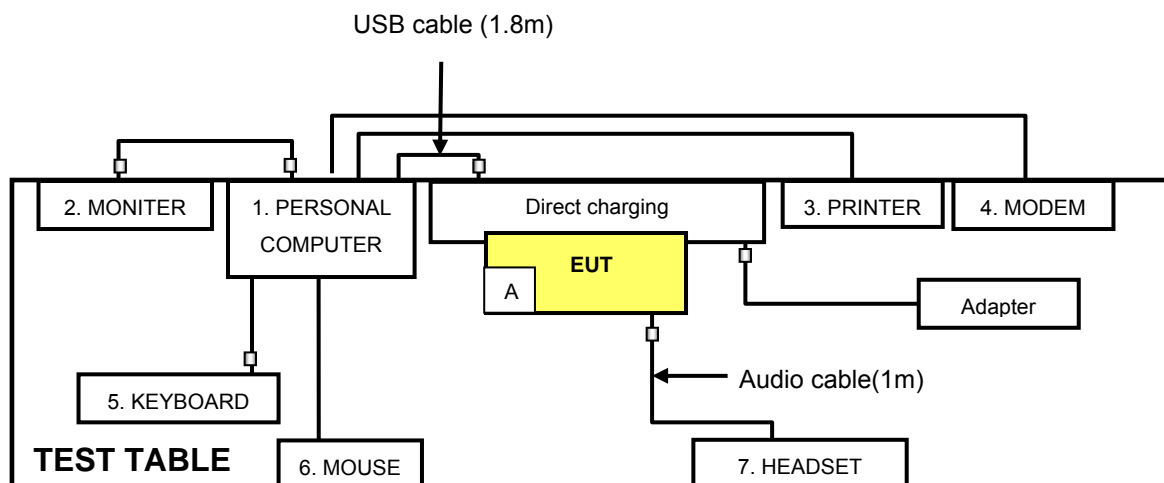 USB cable (1.8m)
2. MONITER
1. PERSONAL
COMPUTER
Direct charging
3. PRINTER
4. MODEM
EUT
A
Adapter
5. KEYBOARD
Audio cable(1m)
TEST TABLE
6. MOUSE
7. HEADSET